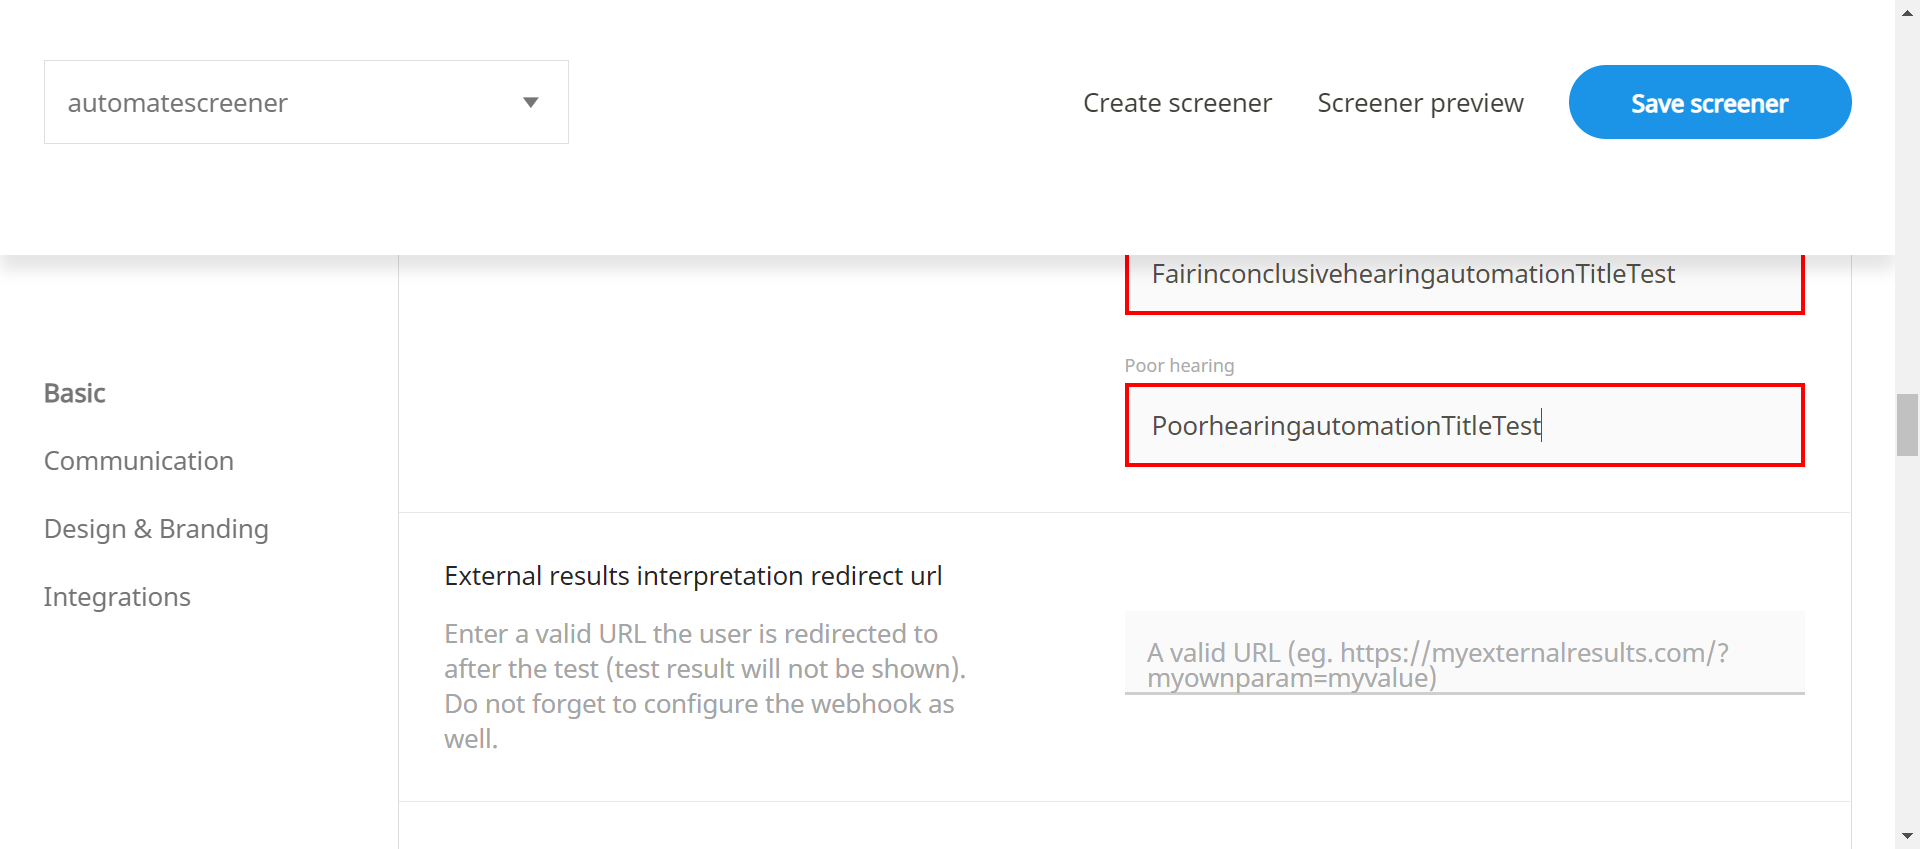 automatescreener
Create screener
Screener preview
Save screener
Basic
Communication
Design & Branding
Integrations
FairinconclusivehearingautomationTitleTest
Poor hearing
PoorhearingautomationTitleTest
External results interpretation redirect url
Enter a valid URL the user is redirected to
after the test (test result will not be shown).
Do not forget to configure the webhook as
well.
A valid URL (eg. https://myexternalresults.com/?
myownparam=myvalue)